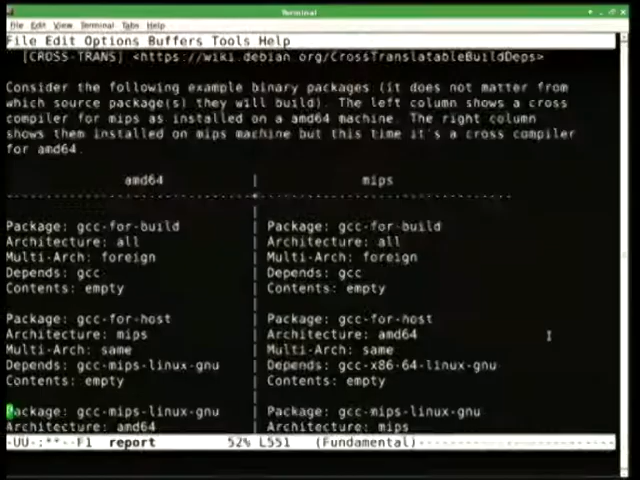 Terminal
File Edit View Terminal Tabs Help
File Edit Options Buffers Tools Help
[CROSS-TRANS] <https://wiki.debian.org/CrossTranslatableBuildDeps>
Consider the following example binary packages (it does not matter from
which source package(s) they will build). The left column shows a cross
compiler for mips as installed on a amd64 machine. The right column
shows them installed on mips machine but this time it's a cross compiler
for amd64.
amd64 | mips
Package: gcc-for-build | Package: gcc-for-build
Architecture: all | Architecture: all
Multi-Arch: foreign | Multi-Arch: foreign
Depends: gcc | Depends: gcc
Contents: empty | Contents: empty
Package: gcc-for-host | Package: gcc-for-host
Architecture: mips | Architecture: amd64
Multi-Arch: same | Multi-Arch: same
Depends: gcc-mips-linux-gnu | Depends: gcc-x86-64-linux-gnu
Contents: empty | Contents: empty
Package: gcc-mips-linux-gnu | Package: gcc-mips-linux-gnu
Architecture: amd64 | Architecture: mips
-UU-:**--F1 report 52% L551 (Fundamental)